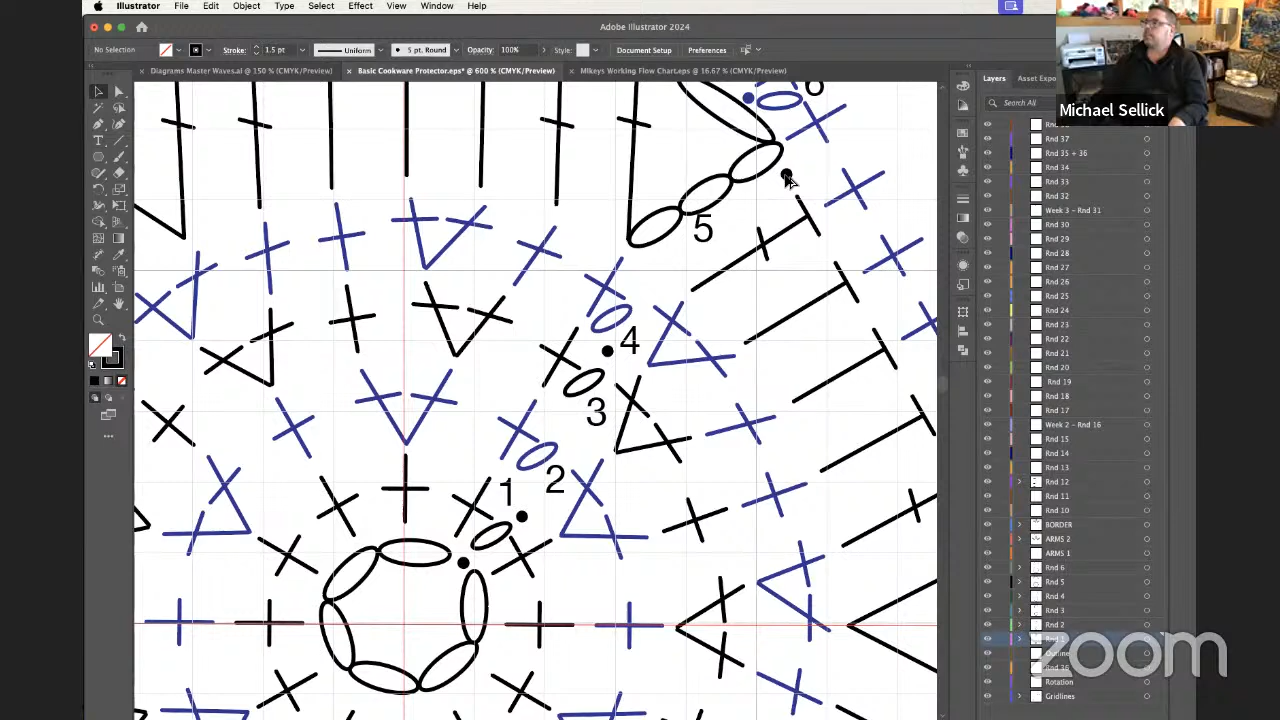 Illustrator File Edit Object Type Select Effect View Window Help
Adobe Illustrator 2024
No Selection Stroke: 1.5 pt Uniform 5 pt. Round Opacity: 100% Style: Document Setup Preferences
Diagrams Master Waves.ai @ 150 % (CMYK/Preview)
Basic Cookware Protector.eps* @ 600 % (CMYK/Preview)
Mikeys Working Flow Chart.eps @ 16.67 % (CMYK/Preview)
Layers Asset Expo
Search All
Michael Sellick
Rnd 37
Rnd 35 + 36
Rnd 34
Rnd 33
Rnd 32
Week 3 - Rnd 31
Rnd 30
Rnd 29
Rnd 28
Rnd 27
Rnd 26
Rnd 25
Rnd 24
Rnd 23
Rnd 22
Rnd 21
Rnd 20
Rnd 19
Rnd 18
Rnd 17
Week 2 - Rnd 16
Rnd 15
Rnd 14
Rnd 13
Rnd 12
Rnd 11
Rnd 10
BORDER
ARMS 2
ARMS 1
Rnd 6
Rnd 5
Rnd 4
Rnd 3
Rnd 2
Rnd 1
Rotation
Gridlines
6
5
4
3
2
1
zoom